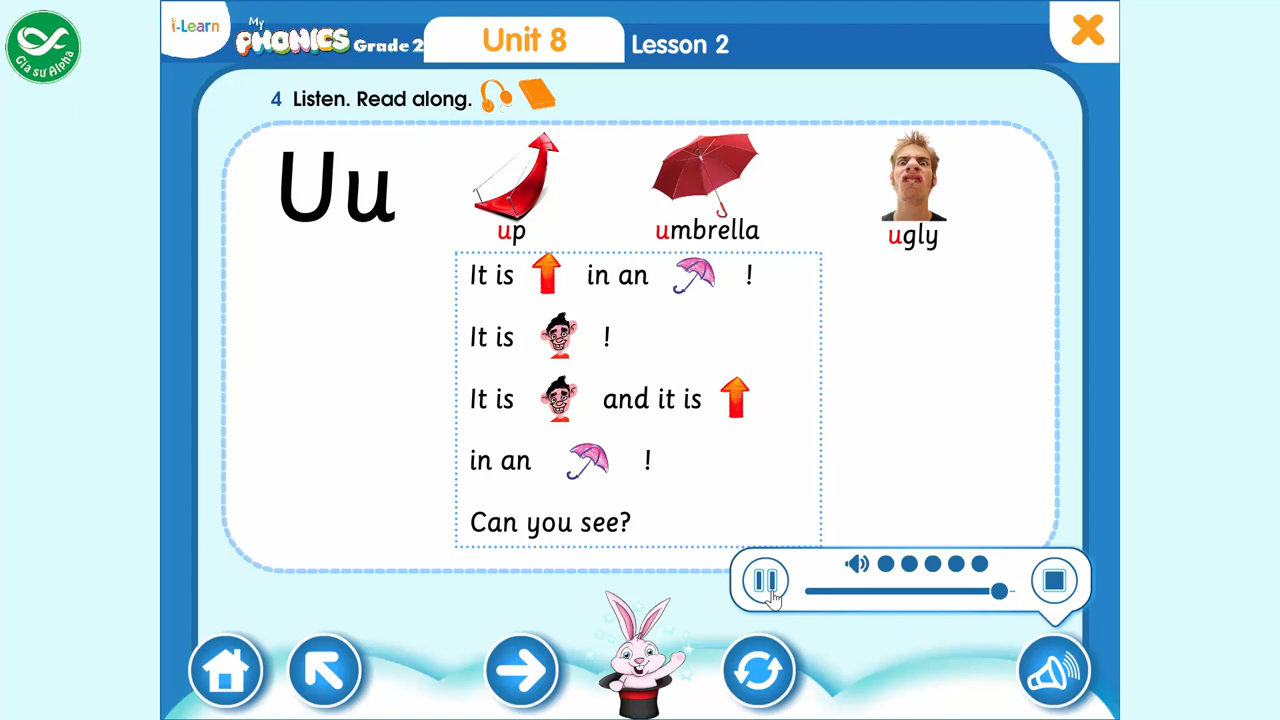 i-Learn
My
PHONICS Grade 2
Unit 8
Lesson 2
Gia sư Alpha
4 Listen. Read along.
Uu
up
umbrella
ugly
It is in an !
It is !
It is and it is
in an !
Can you see?